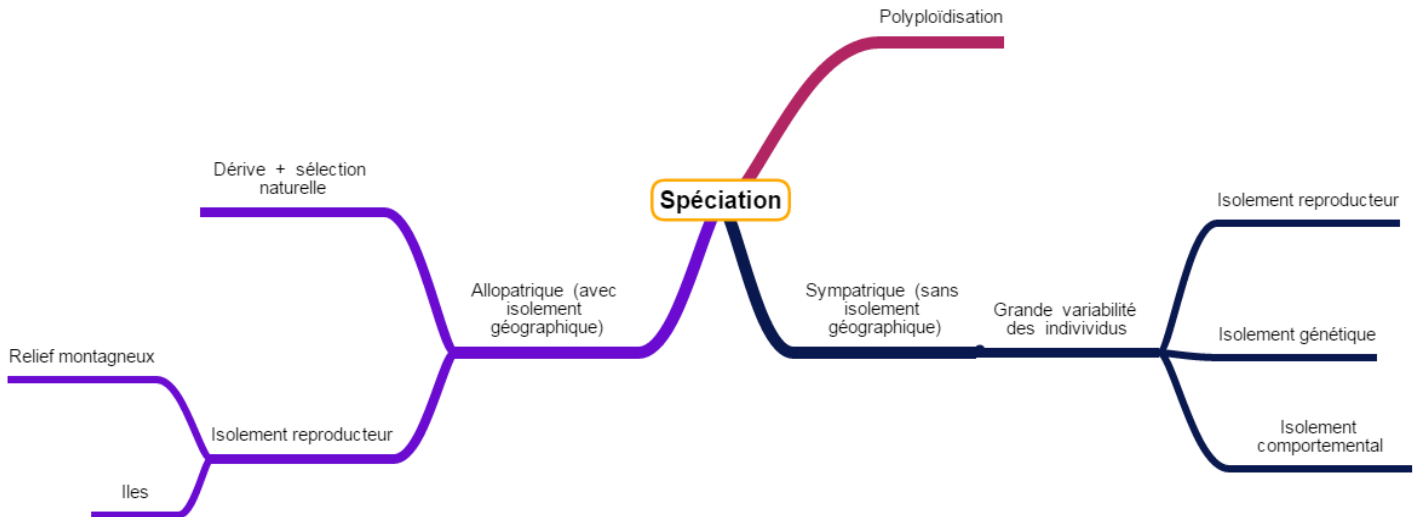 Polyploïdisation
Dérive + sélection
naturelle
Spéciation
Isolement reproducteur
Allopatrique (avec
isolement
géographique)
Sympatrique (sans
isolement
géographique)
Grande variabilité
des individus
Isolement génétique
Relief montagneux
Isolement reproducteur
Isolement
comportemental
Iles